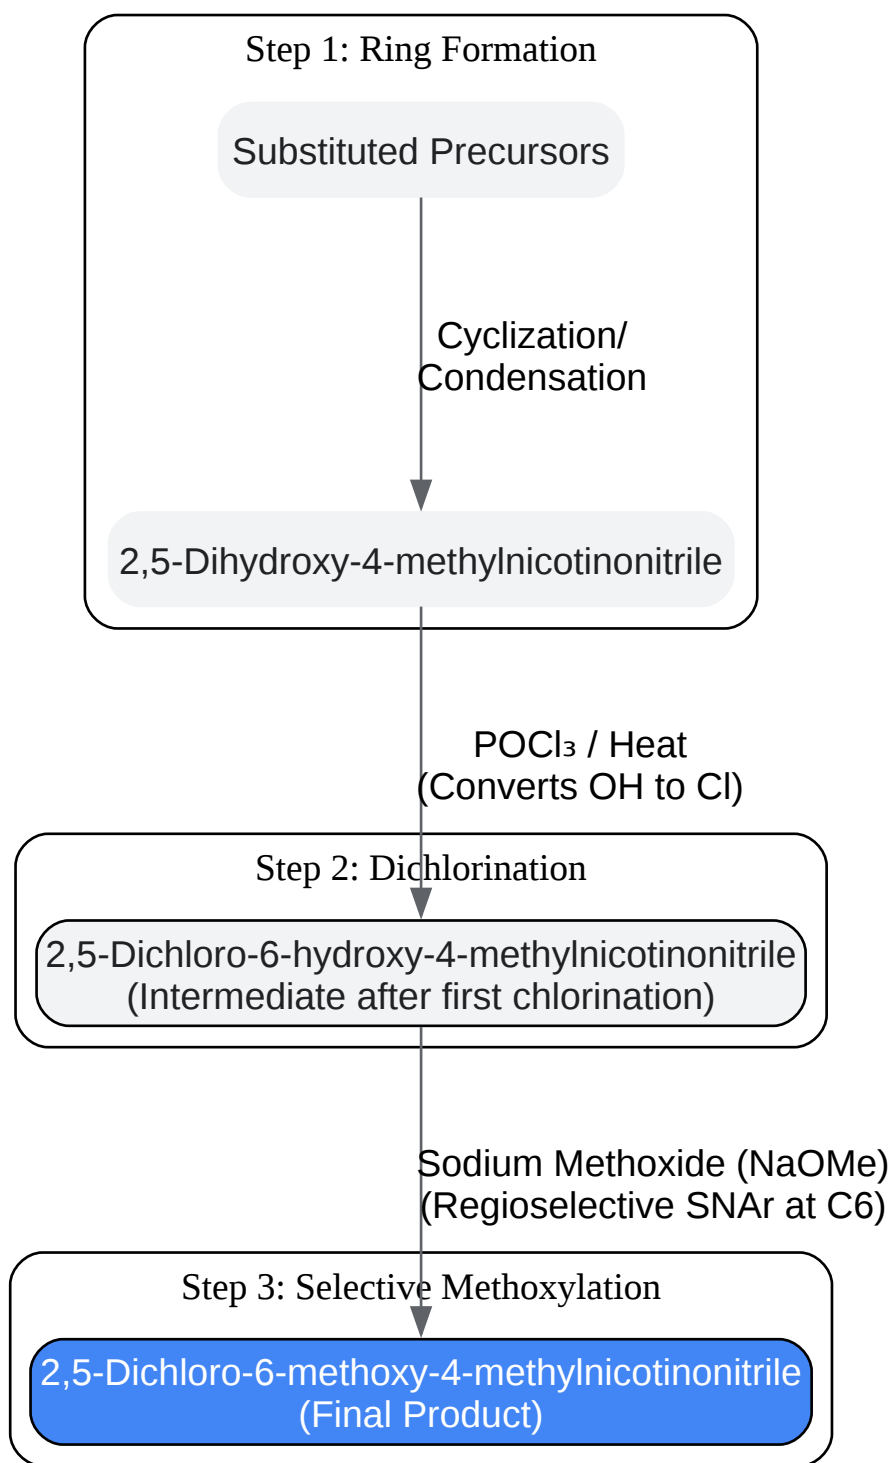 Step 1: Ring Formation
Substituted Precursors
Cyclization/
Condensation
2,5-Dihydroxy-4-methylnicotinonitrile
POCl₃ / Heat
(Converts OH to Cl)
Step 2: Dichlorination
2,5-Dichloro-6-hydroxy-4-methylnicotinonitrile
(Intermediate after first chlorination)
Sodium Methoxide (NaOMe)
(Regioselective SNAr at C6)
Step 3: Selective Methoxylation
2,5-Dichloro-6-methoxy-4-methylnicotinonitrile
(Final Product)